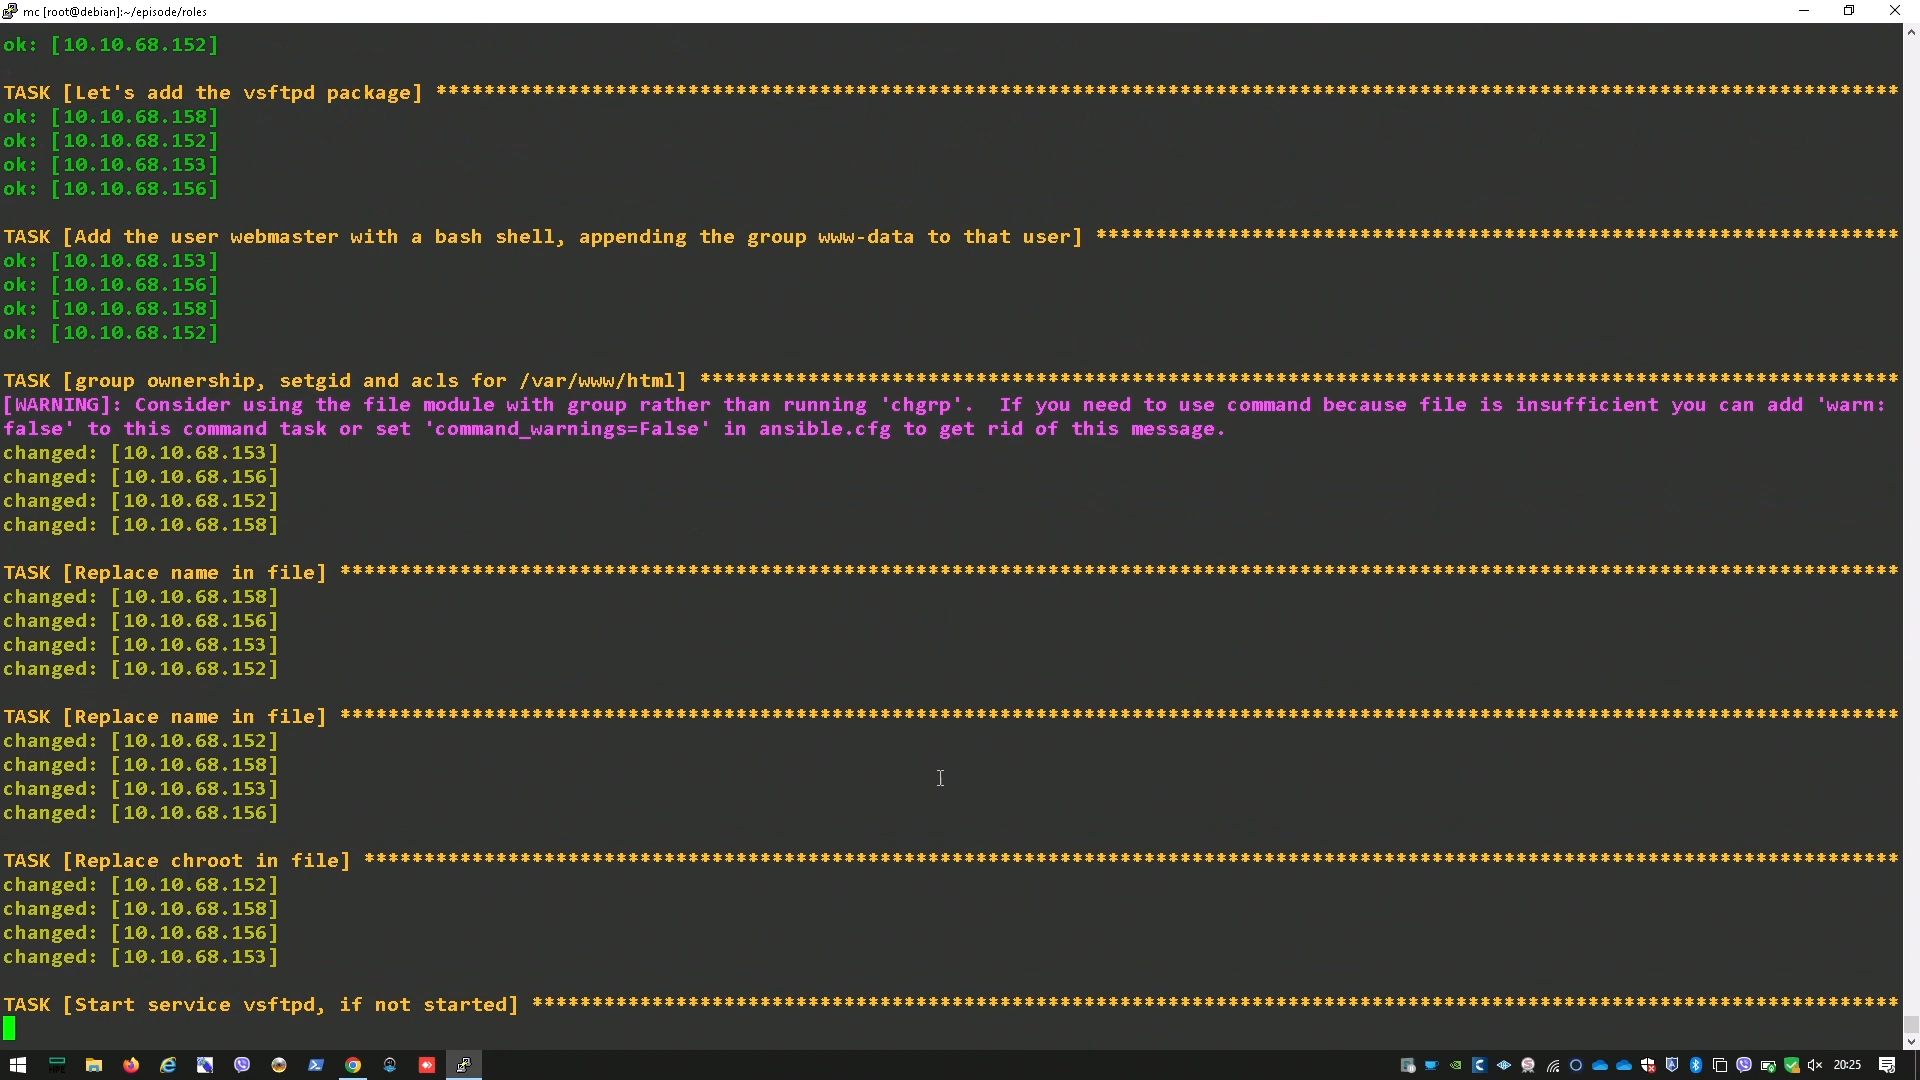 mc [root@debian]:~/episode/roles
ok: [10.10.68.152]
TASK [Let's add the vsftpd package] **************************************************************************************************************************
ok: [10.10.68.158]
ok: [10.10.68.152]
ok: [10.10.68.153]
ok: [10.10.68.156]
TASK [Add the user webmaster with a bash shell, appending the group www-data to that user] *******************************************************************
ok: [10.10.68.153]
ok: [10.10.68.156]
ok: [10.10.68.158]
ok: [10.10.68.152]
TASK [group ownership, setgid and acls for /var/www/html] ****************************************************************************************************
[WARNING]: Consider using the file module with group rather than running 'chgrp'.  If you need to use command because file is insufficient you can add 'warn:
false' to this command task or set 'command_warnings=False' in ansible.cfg to get rid of this message.
changed: [10.10.68.153]
changed: [10.10.68.156]
changed: [10.10.68.152]
changed: [10.10.68.158]
TASK [Replace name in file] **********************************************************************************************************************************
changed: [10.10.68.158]
changed: [10.10.68.156]
changed: [10.10.68.153]
changed: [10.10.68.152]
TASK [Replace name in file] **********************************************************************************************************************************
changed: [10.10.68.152]
changed: [10.10.68.158]
changed: [10.10.68.153]
changed: [10.10.68.156]
TASK [Replace chroot in file] ********************************************************************************************************************************
changed: [10.10.68.152]
changed: [10.10.68.158]
changed: [10.10.68.156]
changed: [10.10.68.153]
TASK [Start service vsftpd, if not started] ******************************************************************************************************************
20:25